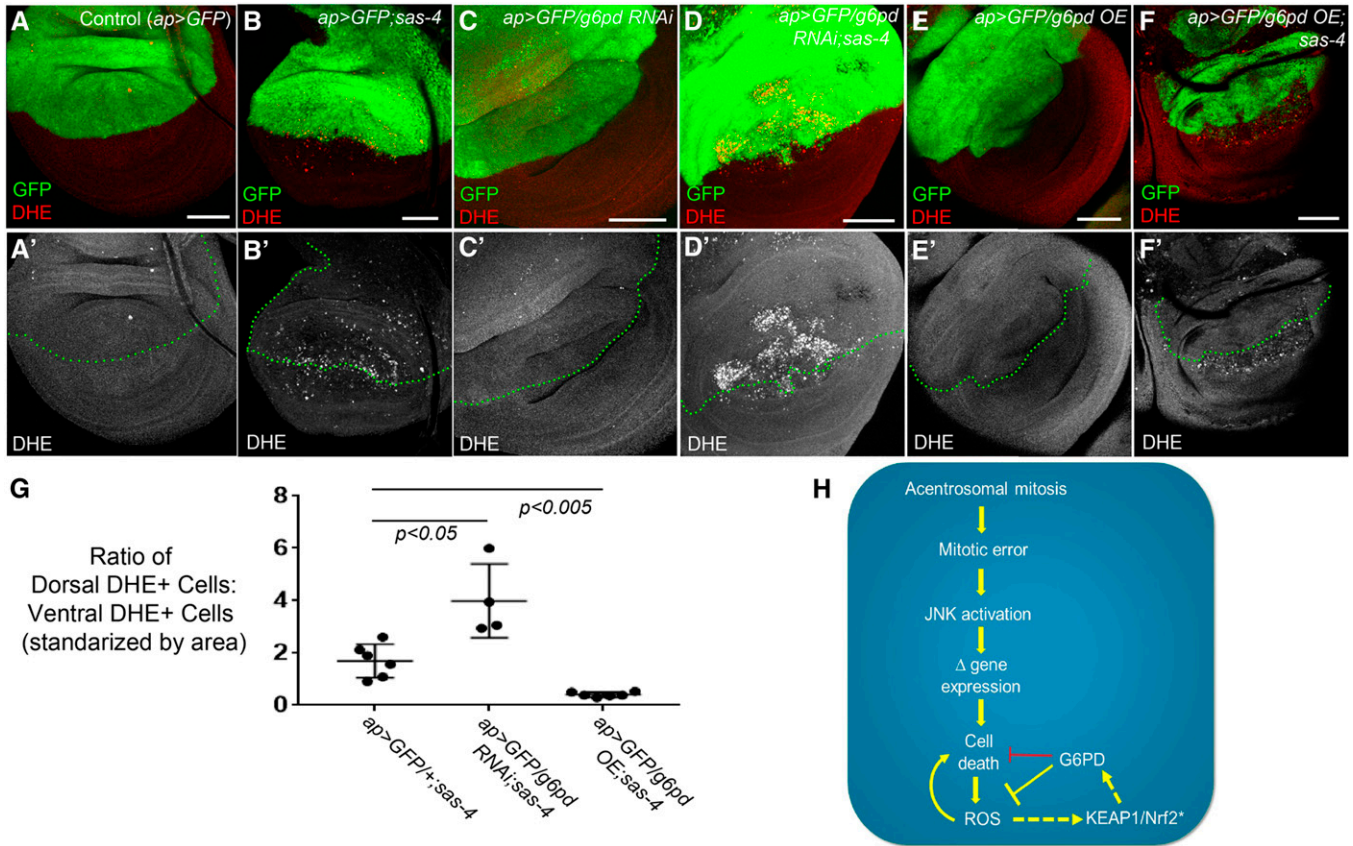 A Control (ap>GFP)
GFP
DHE
B ap>GFP;sas-4
GFP
DHE
C ap>GFP/g6pd RNAi
GFP
DHE
D ap>GFP/g6pd
RNAi;sas-4
GFP
DHE
E ap>GFP/g6pd OE
GFP
DHE
F ap>GFP/g6pd OE;
sas-4
GFP
DHE
A'
DHE
B'
DHE
C'
DHE
D'
DHE
E'
DHE
F'
DHE
G
Ratio of
Dorsal DHE+ Cells:
Ventral DHE+ Cells
(standarized by area)
8
6
4
2
0
p<0.005
p<0.05
ap>GFP/+;sas-4
ap>GFP/g6pd
RNAi;sas-4
ap>GFP/g6pd
OE;sas-4
H
Acentrosomal mitosis
Mitotic error
JNK activation
Δ gene
expression
Cell
death
G6PD
ROS
KEAP1/Nrf2*